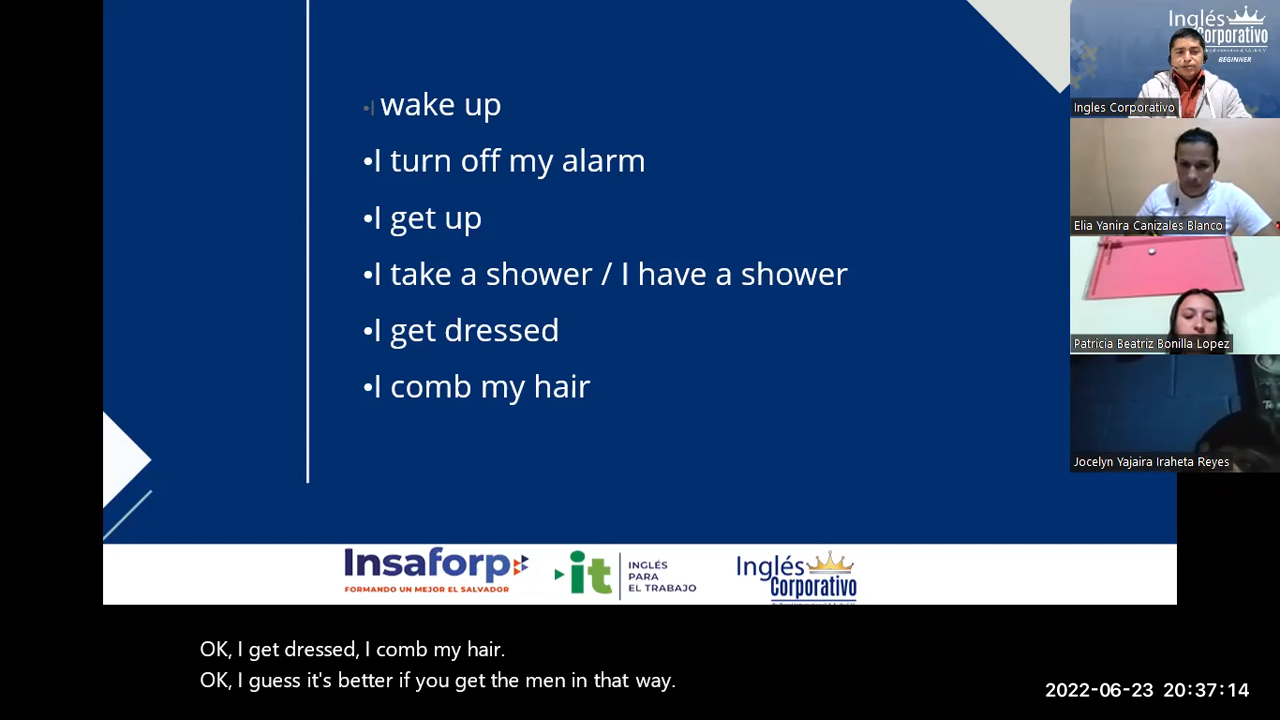 •I wake up
•I turn off my alarm
•I get up
•I take a shower / I have a shower
•I get dressed
•I comb my hair
Insaforp
FORMANDO UN MEJOR EL SALVADOR
it
INGLÉS
PARA
EL TRABAJO
Inglés
Corporativo
Inglés
Corporativo
BEGINNER
Ingles Corporativo
Elia Yanira Canizales Blanco
Patricia Beatriz Bonilla Lopez
Jocelyn Yajaira Iraheta Reyes
OK, I get dressed, I comb my hair.
OK, I guess it's better if you get the men in that way.
2022-06-23 20:37:14